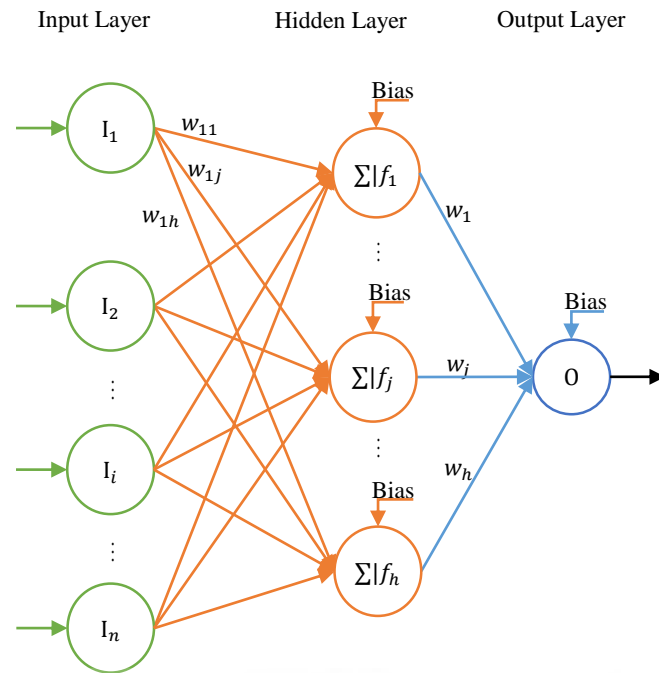 Input Layer Hidden Layer Output Layer
Bias
I₁ w₁₁ ∑|f₁
w₁ⱼ
w₁ₕ w₁
⋮
I₂ Bias Bias
∑|fⱼ wⱼ O
⋮
⋮
Iᵢ wₕ
Bias
⋮
∑|fₕ
Iₙ